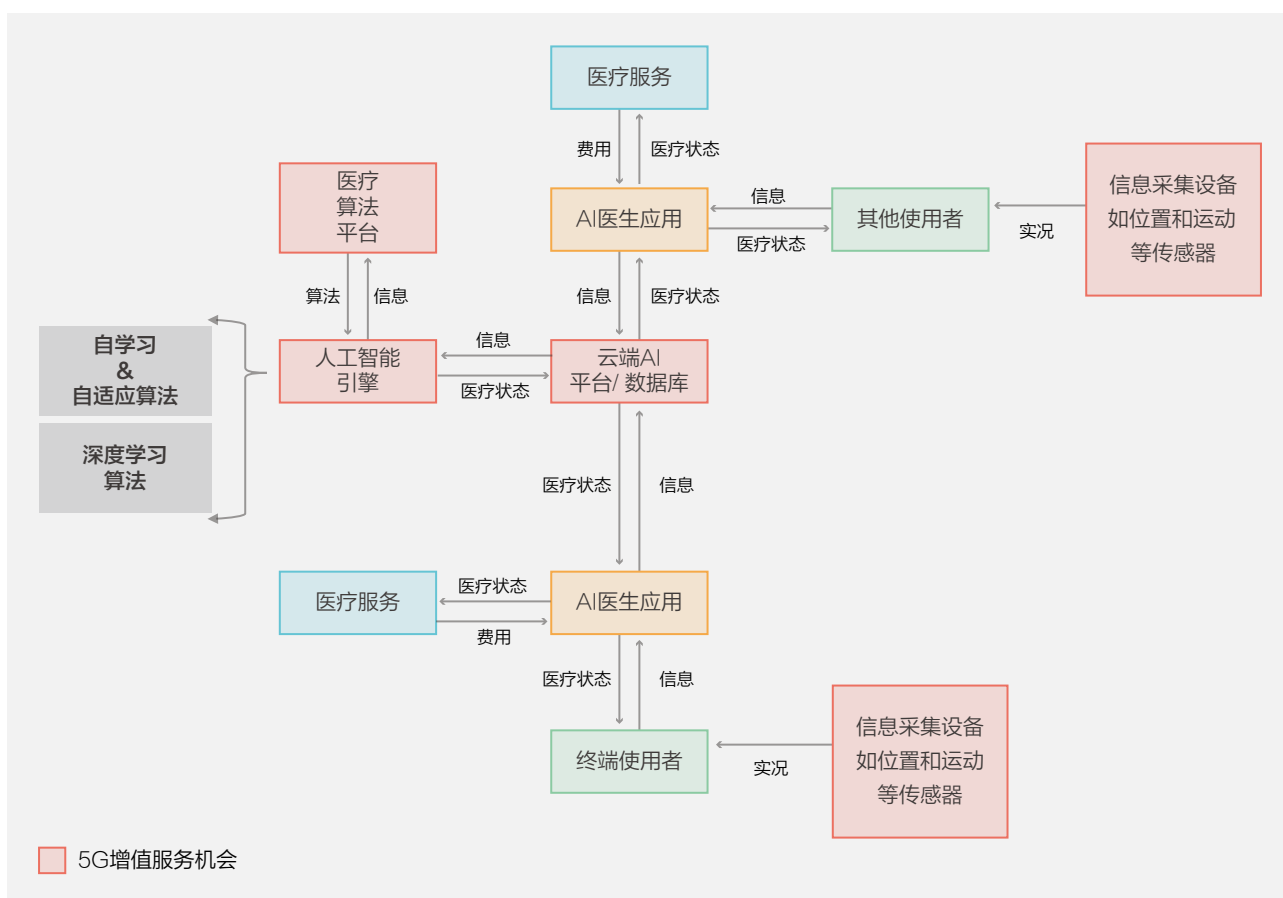 医疗服务
费用
医疗状态
医疗
算法
平台
AI医生应用
信息
医疗状态
其他使用者
实况
信息采集设备
如位置和运动
等传感器
算法
信息
信息
医疗状态
自学习
&
自适应算法
深度学习
算法
人工智能
引擎
信息
医疗状态
云端AI
平台/ 数据库
医疗状态
信息
医疗服务
医疗状态
费用
AI医生应用
医疗状态
信息
终端使用者
实况
信息采集设备
如位置和运动
等传感器
5G增值服务机会